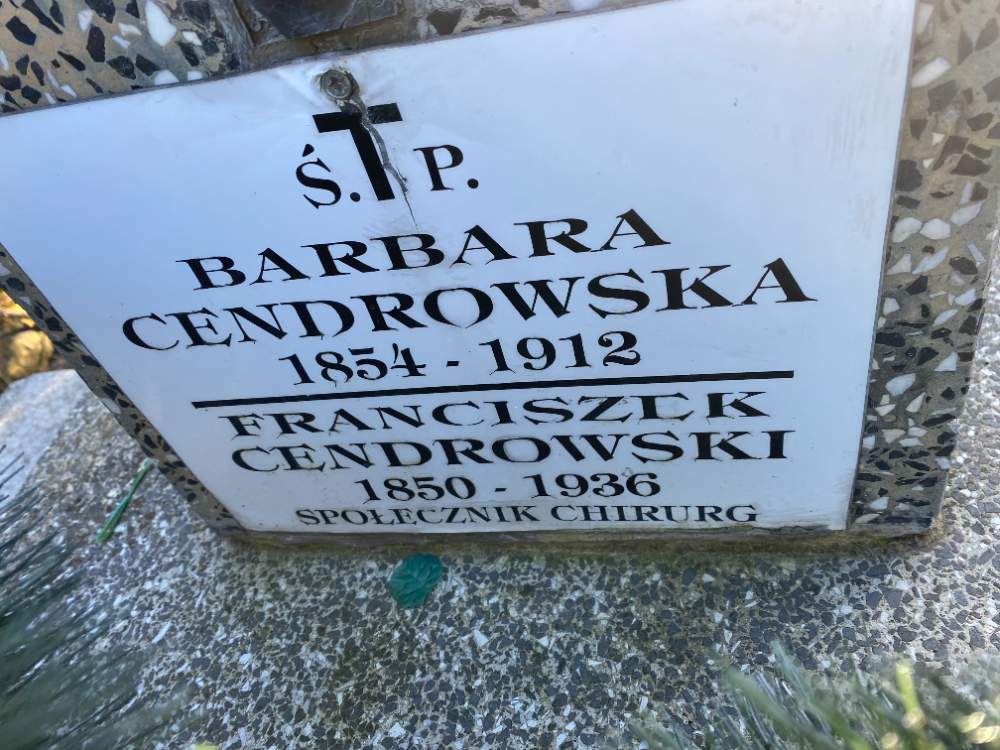 Ś. P.
BARBARA
CENDROWSKA
1854 - 1912
FRANCISZEK
CENDROWSKI
1850 - 1936
SPOŁECZNIK CHIRURG